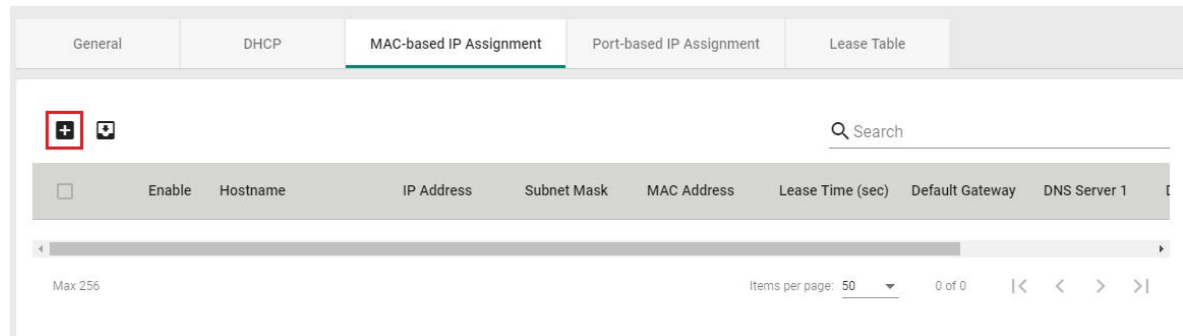 General DHCP MAC-based IP Assignment Port-based IP Assignment Lease Table
Search
Enable Hostname IP Address Subnet Mask MAC Address Lease Time (sec) Default Gateway DNS Server 1
Max 256 Items per page: 50 0 of 0